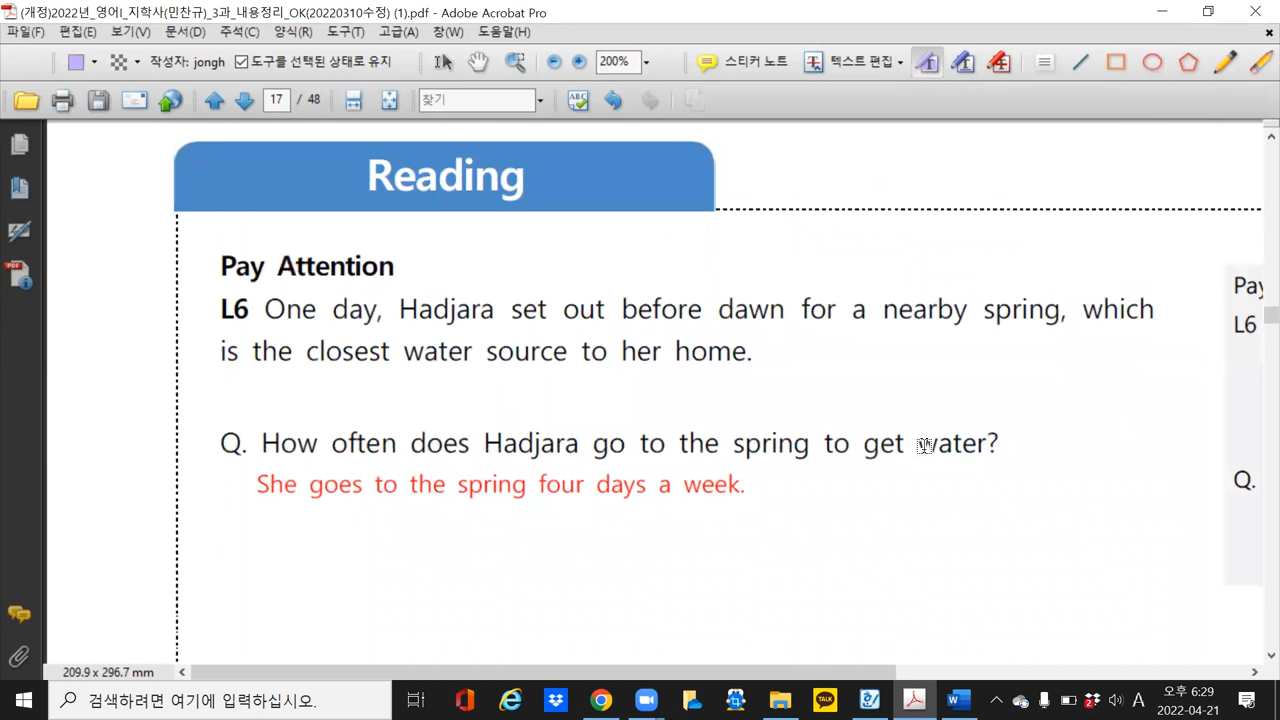 (개정)2022년_영어I_지학사(민찬규)_3과_내용정리_OK(20220310수정) (1).pdf - Adobe Acrobat Pro
파일(F) 편집(E) 보기(V) 문서(D) 주석(C) 양식(R) 도구(T) 고급(A) 창(W) 도움말(H)
작성자: jongh 도구를 선택된 상태로 유지 200% 스티커 노트 텍스트 편집
17 / 48 찾기
Reading
Pay Attention
L6 One day, Hadjara set out before dawn for a nearby spring, which
is the closest water source to her home.
Q. How often does Hadjara go to the spring to get water?
She goes to the spring four days a week.
Pay
L6
Q.
209.9 x 296.7 mm
검색하려면 여기에 입력하십시오.
TALK
2
A
오후 6:29
2022-04-21